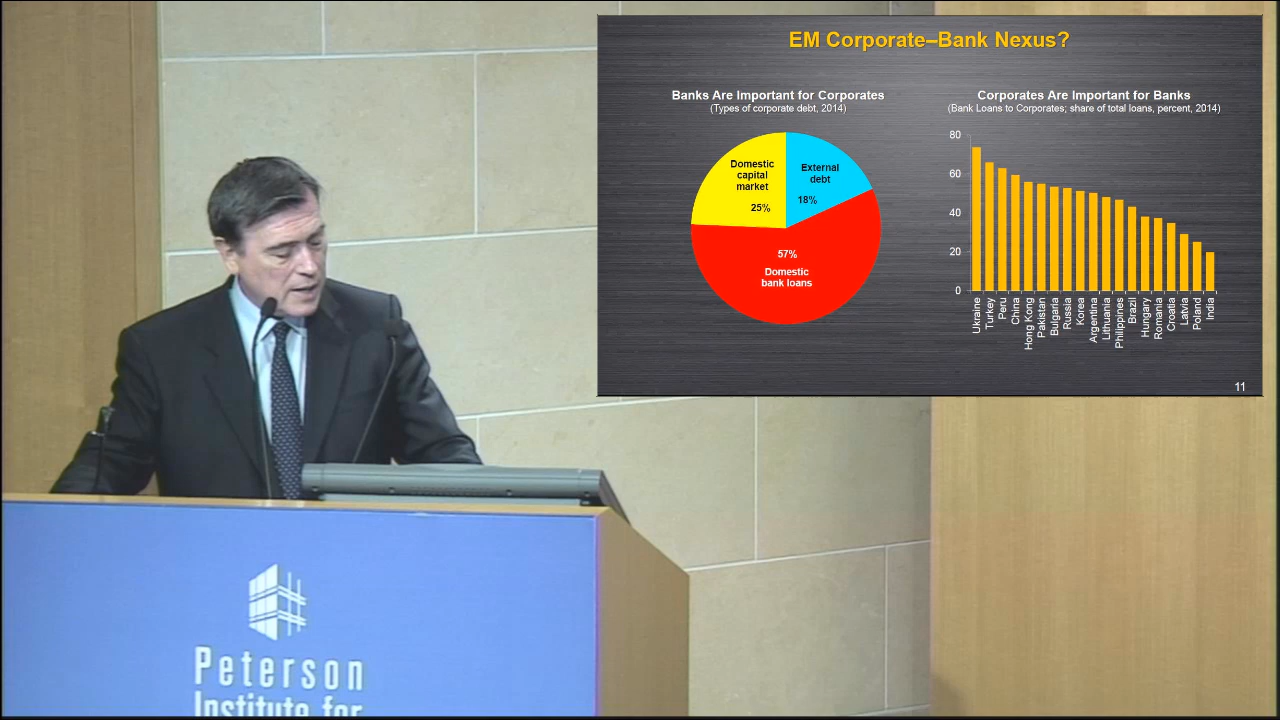 EM Corporate–Bank Nexus?
Banks Are Important for Corporates
(Types of corporate debt, 2014)
Domestic
capital
market
25%
External
debt
18%
57%
Domestic
bank loans
Corporates Are Important for Banks
(Bank Loans to Corporates; share of total loans, percent, 2014)
80
60
40
20
0
Ukraine
Turkey
Peru
China
Hong Kong
Pakistan
Bulgaria
Russia
Korea
Argentina
Lithuania
Philippines
Brazil
Hungary
Romania
Croatia
Latvia
Poland
India
11
Peterson
Institute for